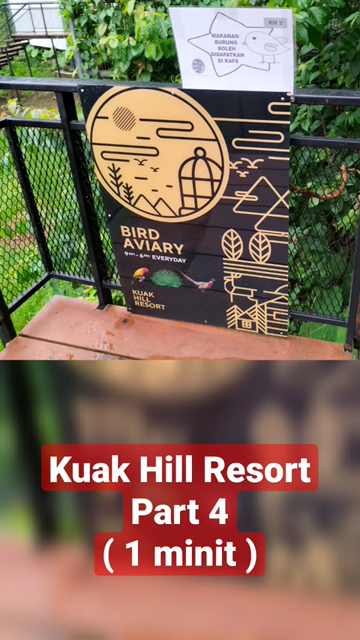 RM 2
MAKANAN
BURUNG
BOLEH
DIDAPATKAN
DI KAFE
BIRD
AVIARY
9AM - 6PM EVERYDAY
KUAK
HILL
RESORT
Kuak Hill Resort
Part 4
( 1 minit )